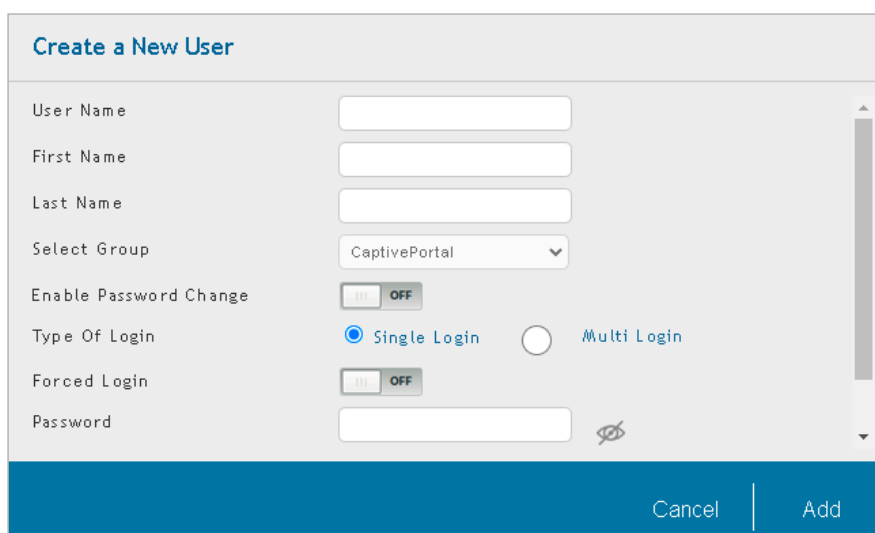 Create a New User
User Name
First Name
Last Name
Select Group CaptivePortal
Enable Password Change OFF
Type Of Login Single Login Multi Login
Forced Login OFF
Password
Cancel Add